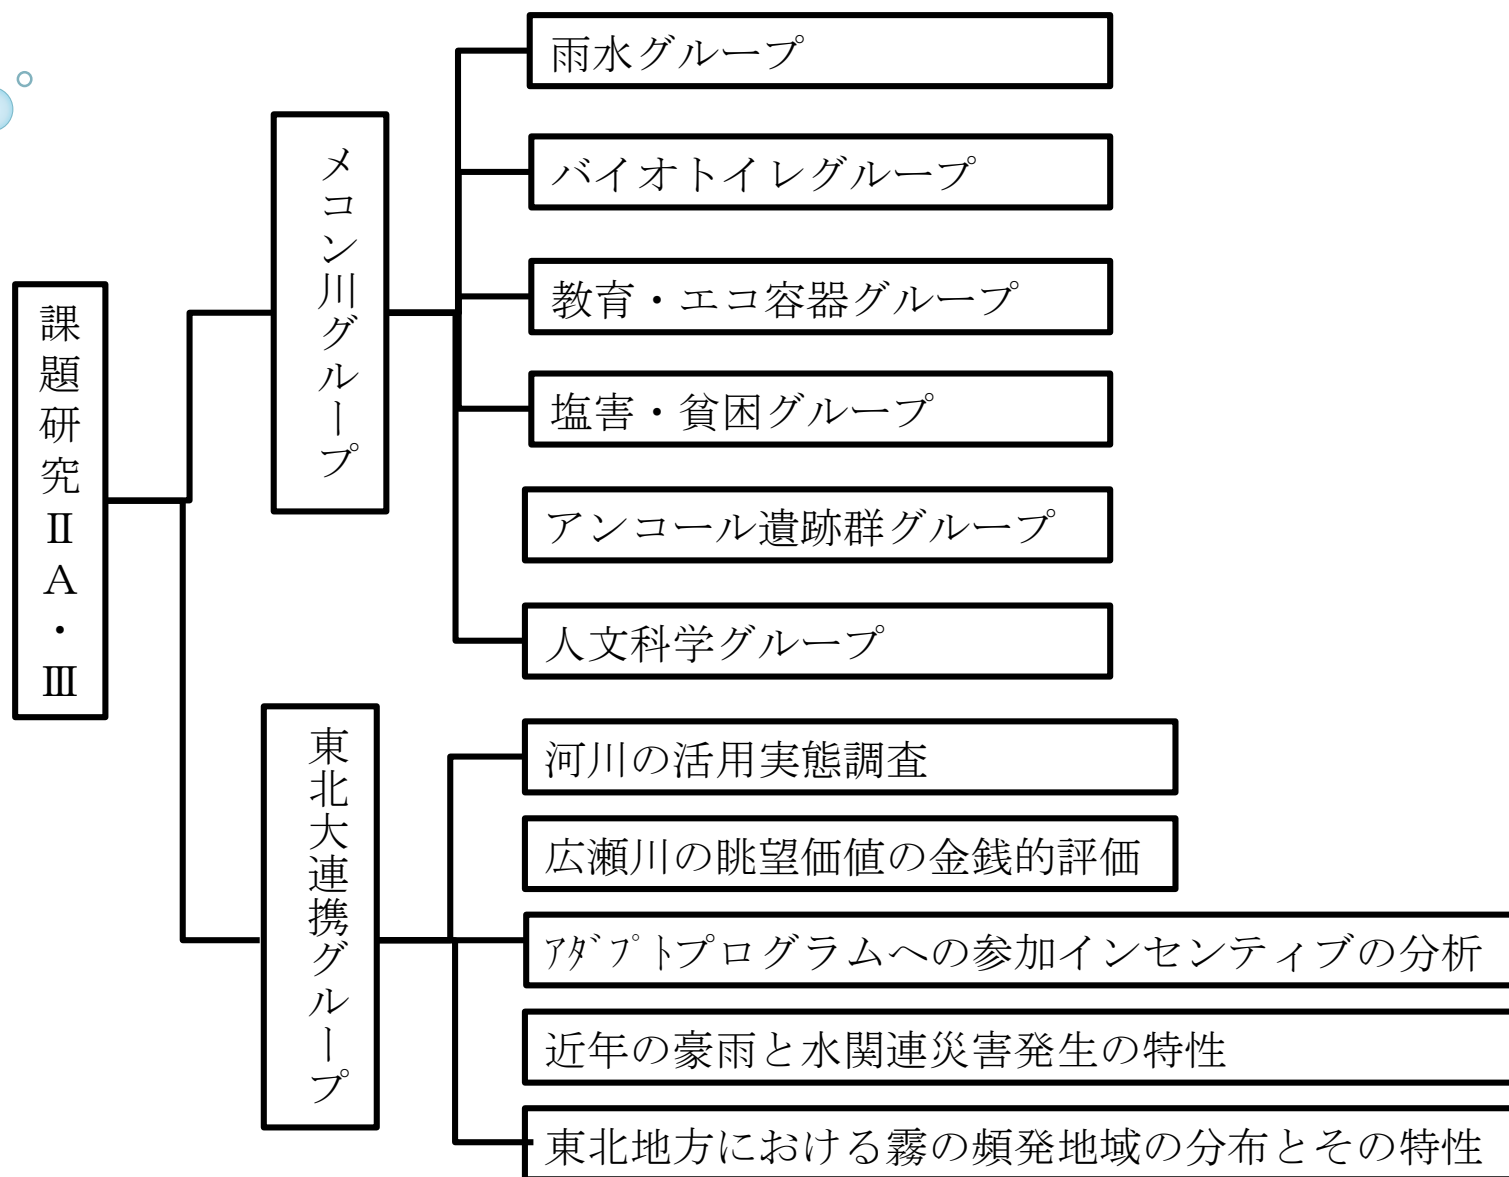 課題研究ⅡA・Ⅲ
メコン川グループ
雨水グループ
バイオトイレグループ
教育・エコ容器グループ
塩害・貧困グループ
アンコール遺跡群グループ
人文科学グループ
東北大連携グループ
河川の活用実態調査
広瀬川の眺望価値の金銭的評価
ｱﾀﾞﾌﾟﾄプログラムへの参加インセンティブの分析
近年の豪雨と水関連災害発生の特性
東北地方における霧の頻発地域の分布とその特性